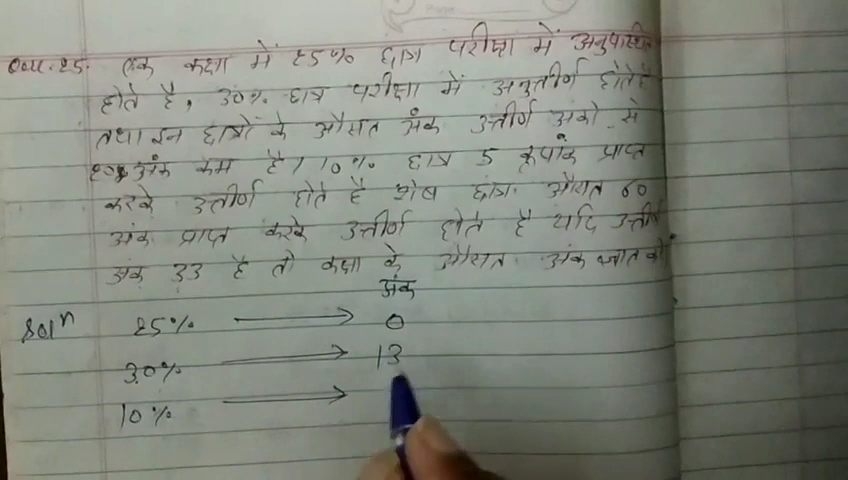 Que. 25. एक कक्षा में 25% छात्र परीक्षा में अनुपस्थित
होते है, 30% छात्र परीक्षा में अनुत्तीर्ण होते है
तथा इन छात्रों के औसत अंक उत्तीर्ण अंको से
20 अंक कम है। 10% छात्र 5 कृपांक प्राप्त
करके उत्तीर्ण होते है शेष छात्र औसत 60
अंक प्राप्त करके उत्तीर्ण होते है यदि उत्तीर्ण
अंक 33 है तो कक्षा के औसत अंक ज्ञात करो
अंक
Solⁿ 25% → 0
30% → 13
10% →